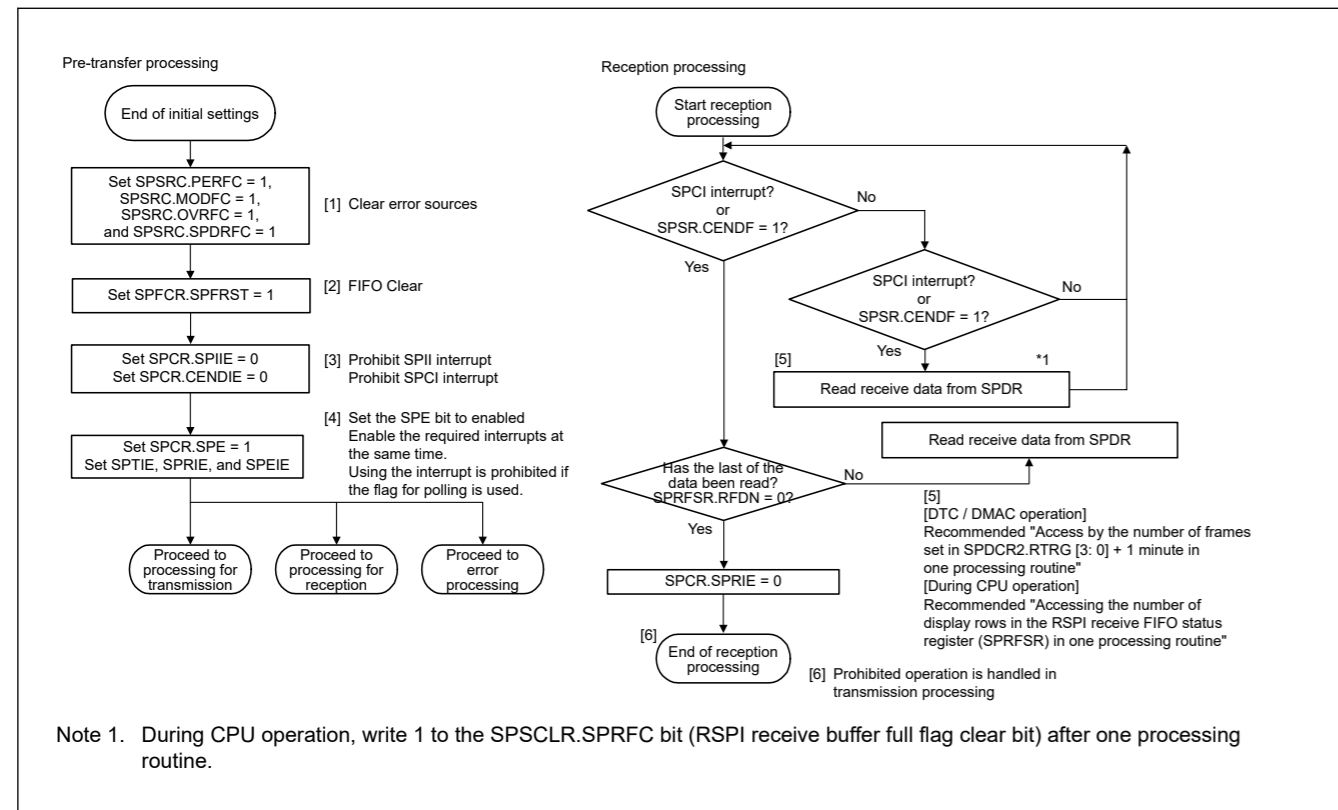 Pre-transfer processing
End of initial settings
Set SPSRC.PERFC = 1,
SPSRC.MODFC = 1,
SPSRC.OVRFC = 1,
and SPSRC.SPDRFC = 1
[1] Clear error sources
Set SPFCR.SPFRST = 1
[2] FIFO Clear
Set SPCR.SPIIE = 0
Set SPCR.CENDIE = 0
[3] Prohibit SPII interrupt
Prohibit SPCI interrupt
Set SPCR.SPE = 1
Set SPTIE, SPRIE, and SPEIE
[4] Set the SPE bit to enabled
Enable the required interrupts at
the same time.
Using the interrupt is prohibited if
the flag for polling is used.
Proceed to
processing for
transmission
Proceed to
processing for
reception
Proceed to
error
processing
Reception processing
Start reception
processing
SPCI interrupt?
or
SPSR.CENDF = 1?
No
Yes
SPCI interrupt?
or
SPSR.CENDF = 1?
No
Yes
[5]
*1
Read receive data from SPDR
Read receive data from SPDR
Has the last of the
data been read?
SPRFSR.RFDN = 0?
No
Yes
[5]
[DTC / DMAC operation]
Recommended "Access by the number of frames
set in SPDCR2.RTRG [3: 0] + 1 minute in
one processing routine"
[During CPU operation]
Recommended "Accessing the number of
display rows in the RSPI receive FIFO status
register (SPRFSR) in one processing routine"
SPCR.SPRIE = 0
[6]
End of reception
processing
[6] Prohibited operation is handled in
transmission processing
Note 1. During CPU operation, write 1 to the SPSCLR.SPRFC bit (RSPI receive buffer full flag clear bit) after one processing
routine.